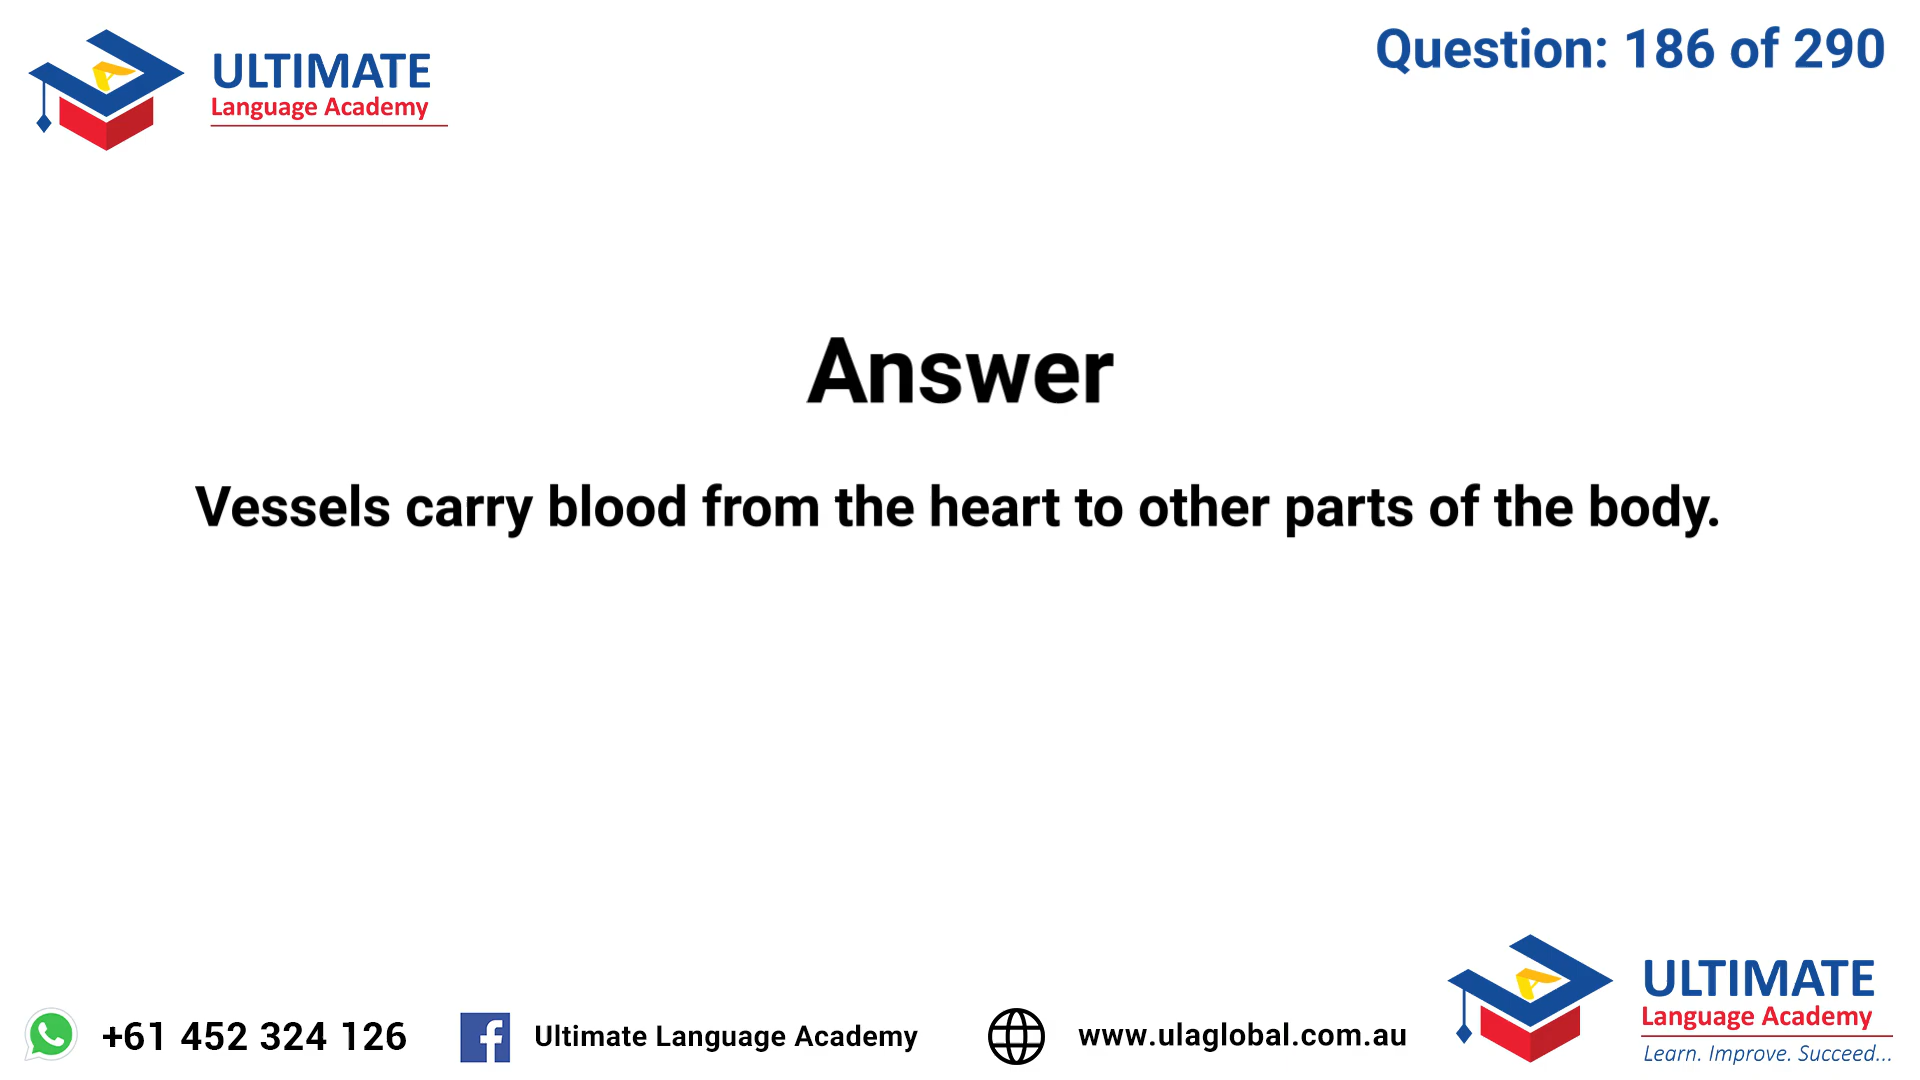 ULTIMATE
Language Academy
Question: 186 of 290
Answer
Vessels carry blood from the heart to other parts of the body.
+61 452 324 126
Ultimate Language Academy
www.ulaglobal.com.au
ULTIMATE
Language Academy
Learn. Improve. Succeed...